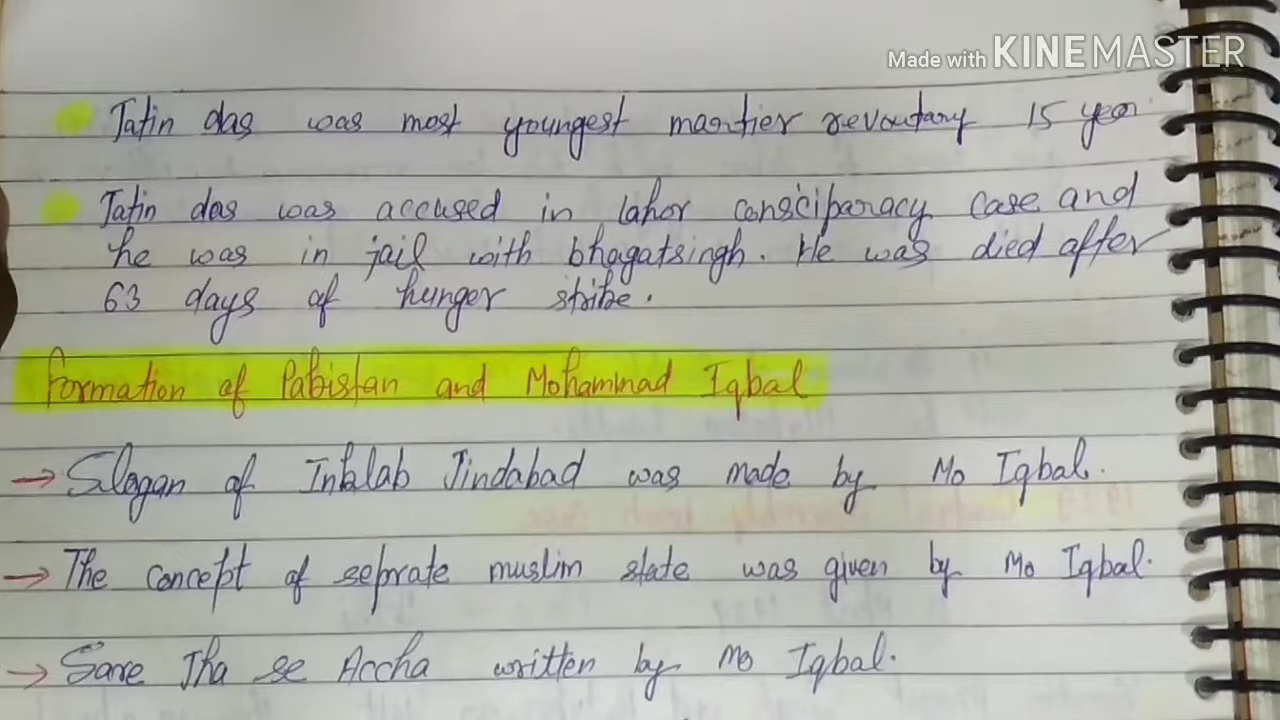 Made with KINEMASTER
Jatin das was most youngest martier revoutary 15 year.
Jatin das was accused in lahor consciparacy case and
he was in jail with bhagatsingh. He was died after
63 days of hunger strike.
Formation of Pakistan and Mohammad Iqbal
→ Slogan of Inklab Jindabad was made by Mo Iqbal.
→ The concept of seprate muslim state was given by Mo Iqbal.
→ Sare Jha se Accha written by Mo Iqbal.